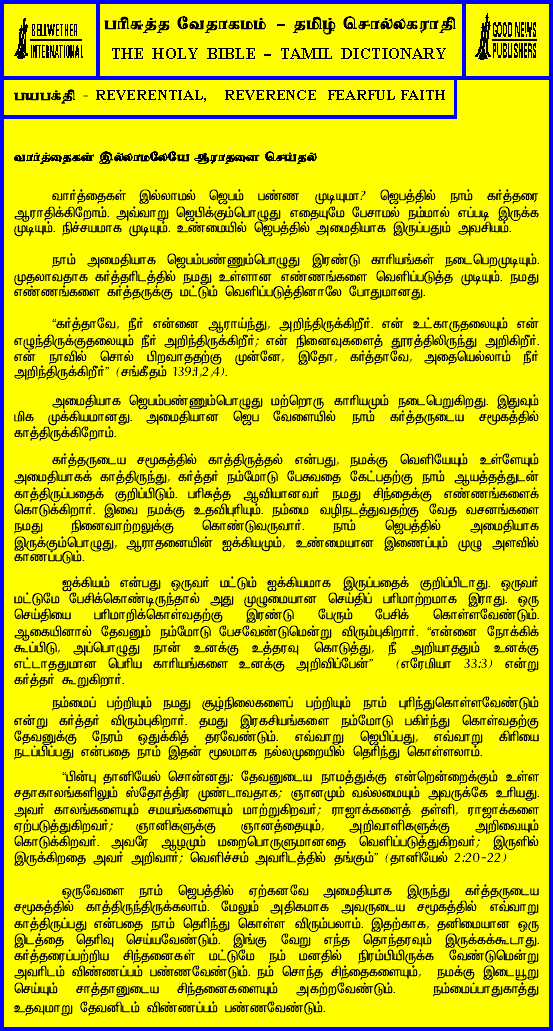 BELLWETHER
INTERNATIONAL
பரிசுத்த வேதாகமம் – தமிழ் சொல்லகராதி
THE HOLY BIBLE – TAMIL DICTIONARY
GOOD NEWS
PUBLISHERS
பயபக்தி - REVERENTIAL, REVERENCE FEARFUL FAITH
வார்த்தைகள் இல்லாமலேயே ஆராதனை செய்தல்
வார்த்தைகள் இல்லாமல் ஜெபம் பண்ண முடியுமா? ஜெபத்தில் நாம் கர்த்தரை
ஆராதிக்கிறோம். அவ்வாறு ஜெபிக்கும்பொழுது எதையுமே பேசாமல் நம்மால் எப்படி இருக்க
முடியும். நிச்சயமாக முடியும். உண்மையில் ஜெபத்தில் அமைதியாக இருப்பதும் அவசியம்.
நாம் அமைதியாக ஜெபம்பண்ணும்பொழுது இரண்டு காரியங்கள் நடைபெறமுடியும்.
முதலாவதாக கர்த்தரிடத்தில் நமது உள்ளான எண்ணங்களை வெளிப்படுத்த முடியும். நமது
எண்ணங்களை கர்த்தருக்கு மட்டும் வெளிப்படுத்தினாலே போதுமானது.
“கர்த்தாவே, நீர் என்னை ஆராய்ந்து, அறிந்திருக்கிறீர். என் உட்காருதலையும் என்
எழுந்திருக்குதலையும் நீர் அறிந்திருக்கிறீர்; என் நினைவுகளைத் தூரத்திலிருந்து அறிகிறீர்.
என் நாவில் சொல் பிறவாததற்கு முன்னே, இதோ, கர்த்தாவே, அதையெல்லாம் நீர்
அறிந்திருக்கிறீர்” (சங்கீதம் 139:1,2,4).
அமைதியாக ஜெபம்பண்ணும்பொழுது மற்றொரு காரியமும் நடைபெறுகிறது. இதுவும்
மிக முக்கியமானது. அமைதியான ஜெப வேளையில் நாம் கர்த்தருடைய சமூகத்தில்
காத்திருக்கிறோம்.
கர்த்தருடைய சமூகத்தில் காத்திருத்தல் என்பது, நமக்கு வெளியேயும் உள்ளேயும்
அமைதியாகக் காத்திருந்து, கர்த்தர் நம்மோடு பேசுவதை கேட்பதற்கு நாம் ஆயத்தத்துடன்
காத்திருப்பதைக் குறிப்பிடும். பரிசுத்த ஆவியானவர் நமது சிந்தைக்கு எண்ணங்களைக்
கொடுக்கிறார். இவை நமக்கு உதவிபுரியும். நம்மை வழிநடத்துவதற்கு வேத வசனங்களை
நமது நினைவாற்றலுக்கு கொண்டுவருவார். நாம் ஜெபத்தில் அமைதியாக
இருக்கும்பொழுது, ஆராதனையின் ஐக்கியமும், உண்மையான இணைப்பும் முழு அளவில்
காணப்படும்.
ஐக்கியம் என்பது ஒருவர் மட்டும் ஐக்கியமாக இருப்பதைக் குறிப்பிடாது. ஒருவர்
மட்டுமே பேசிக்கொண்டிருந்தால் அது முழுமையான செய்திப் பரிமாற்றமாக இராது. ஒரு
செய்தியை பரிமாறிக்கொள்வதற்கு இரண்டு பேரும் பேசிக் கொள்ளவேண்டும்.
ஆகையினால் தேவனும் நம்மோடு பேசவேண்டுமென்று விரும்புகிறார். “என்னை நோக்கிக்
கூப்பிடு, அப்பொழுது நான் உனக்கு உத்தரவு கொடுத்து, நீ அறியாததும் உனக்கு
எட்டாததுமான பெரிய காரியங்களை உனக்கு அறிவிப்பேன்” (எரேமியா 33:3) என்று
கர்த்தர் கூறுகிறார்.
நம்மைப் பற்றியும் நமது சூழ்நிலைகளைப் பற்றியும் நாம் புரிந்துகொள்ளவேண்டும்
என்று கர்த்தர் விரும்புகிறார். தமது இரகசியங்களை நம்மோடு பகிர்ந்து கொள்வதற்கு
தேவனுக்கு நேரம் ஒதுக்கித் தரவேண்டும். எவ்வாறு ஜெபிப்பது, எவ்வாறு கிரியை
நடப்பிப்பது என்பதை நாம் இதன் மூலமாக நல்லமுறையில் தெரிந்து கொள்ளலாம்.
“பின்பு தானியேல் சொன்னது: தேவனுடைய நாமத்துக்கு என்றென்றைக்கும் உள்ள
சதாகாலங்களிலும் ஸ்தோத்திர முண்டாவதாக; ஞானமும் வல்லமையும் அவருக்கே உரியது.
அவர் காலங்களையும் சமயங்களையும் மாற்றுகிறவர்; ராஜாக்களைத் தள்ளி, ராஜாக்களை
ஏற்படுத்துகிறவர்; ஞானிகளுக்கு ஞானத்தையும், அறிவாளிகளுக்கு அறிவையும்
கொடுக்கிறவர். அவரே ஆழமும் மறைபொருளுமானதை வெளிப்படுத்துகிறவர்; இருளில்
இருக்கிறதை அவர் அறிவார்; வெளிச்சம் அவரிடத்தில் தங்கும்” (தானியேல் 2:20-22)
ஒருவேளை நாம் ஜெபத்தில் ஏற்கனவே அமைதியாக இருந்து கர்த்தருடைய
சமூகத்தில் காத்திருந்திருக்கலாம். மேலும் அதிகமாக அவருடைய சமூகத்தில் எவ்வாறு
காத்திருப்பது என்பதை நாம் தெரிந்து கொள்ள விரும்பலாம். இதற்காக, தனிமையான ஒரு
இடத்தை தெரிவு செய்யவேண்டும். இங்கு வேறு எந்த தொந்தரவும் இருக்கக்கூடாது.
கர்த்தரைப்பற்றிய சிந்தனைகள் மட்டுமே நம் மனதில் நிரம்பியிருக்க வேண்டுமென்று
அவரிடம் விண்ணப்பம் பண்ணவேண்டும். நம் சொந்த சிந்தைகளையும், நமக்கு இடையூறு
செய்யும் சாத்தானுடைய சிந்தனைகளையும் அகற்றவேண்டும். நம்மைப்பாதுகாத்து
உதவுமாறு தேவனிடம் விண்ணப்பம் பண்ணவேண்டும்.